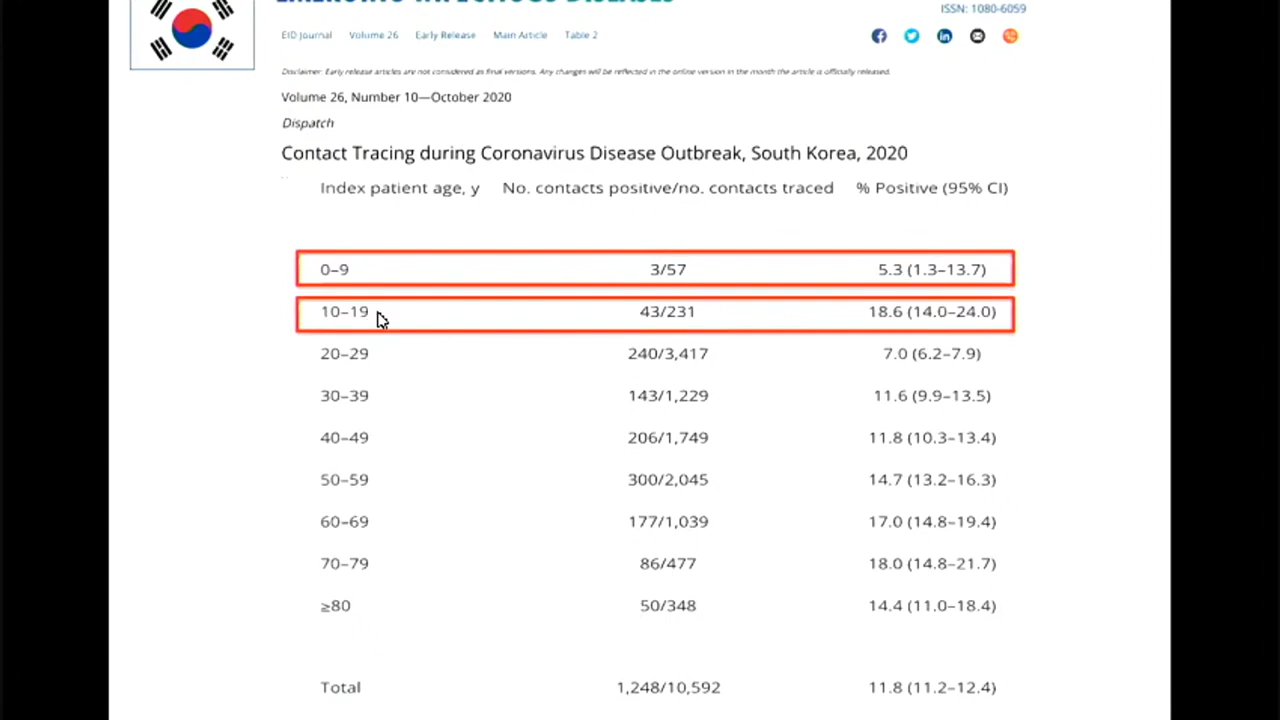 EMERGING INFECTIOUS DISEASES
ISSN: 1080-6059
EID Journal Volume 26 Early Release Main Article Table 2
Disclaimer: Early release articles are not considered as final versions. Any changes will be reflected in the online version in the month the article is officially released.
Volume 26, Number 10—October 2020
Dispatch
Contact Tracing during Coronavirus Disease Outbreak, South Korea, 2020
Index patient age, y No. contacts positive/no. contacts traced % Positive (95% CI)
0–9 3/57 5.3 (1.3–13.7)
10–19 43/231 18.6 (14.0–24.0)
20–29 240/3,417 7.0 (6.2–7.9)
30–39 143/1,229 11.6 (9.9–13.5)
40–49 206/1,749 11.8 (10.3–13.4)
50–59 300/2,045 14.7 (13.2–16.3)
60–69 177/1,039 17.0 (14.8–19.4)
70–79 86/477 18.0 (14.8–21.7)
≥80 50/348 14.4 (11.0–18.4)
Total 1,248/10,592 11.8 (11.2–12.4)